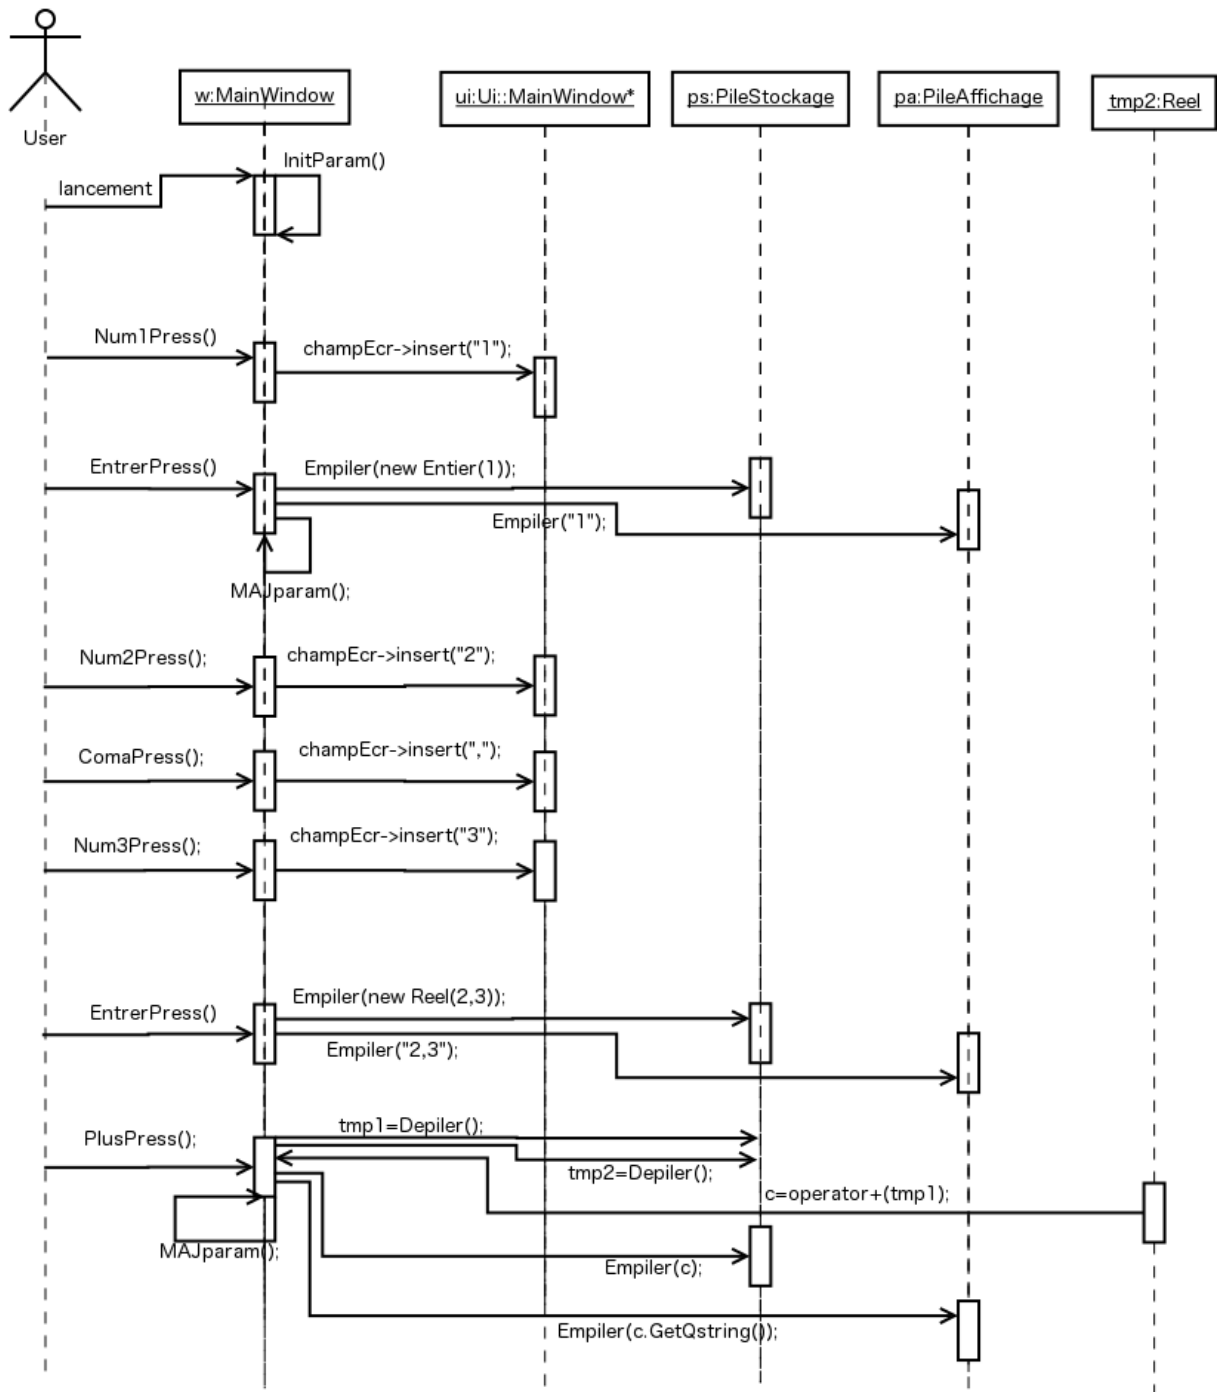 User
w:MainWindow
ui:Ui::MainWindow*
ps:PileStockage
pa:PileAffichage
tmp2:Reel
InitParam()
lancement
Num1Press()
champEcr->insert("1");
EntrerPress()
Empiler(new Entier(1));
Empiler("1");
MAJparam();
Num2Press();
champEcr->insert("2");
ComaPress();
champEcr->insert(",");
Num3Press();
champEcr->insert("3");
EntrerPress()
Empiler(new Reel(2,3));
Empiler("2,3");
PlusPress();
tmp1=Depiler();
tmp2=Depiler();
c=operator+(tmp1);
MAJparam();
Empiler(c);
Empiler(c.GetQstring());